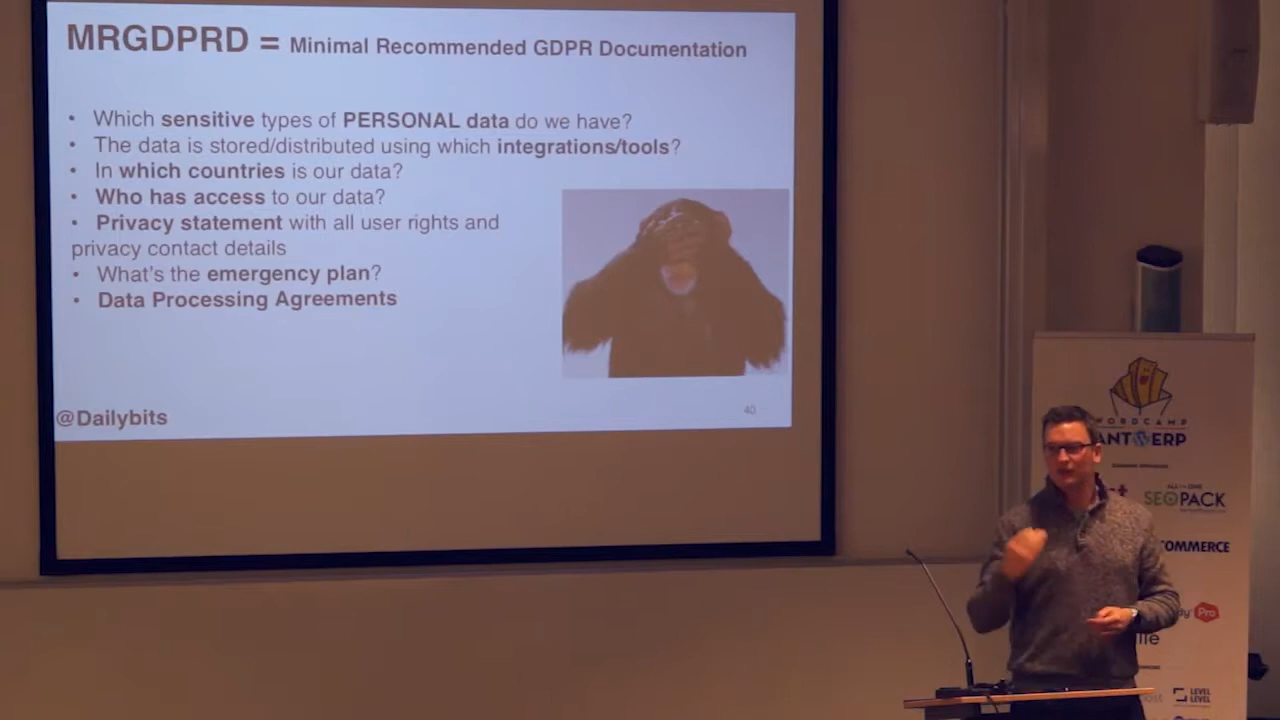 MRGDPRD = Minimal Recommended GDPR Documentation
• Which sensitive types of PERSONAL data do we have?
• The data is stored/distributed using which integrations/tools?
• In which countries is our data?
• Who has access to our data?
• Privacy statement with all user rights and
privacy contact details
• What's the emergency plan?
• Data Processing Agreements
@Dailybits
40
WORDCAMP
ANTWERP
ALL IN ONE
SEOPACK
OMMERCE
Pro
LEVEL
LEVEL